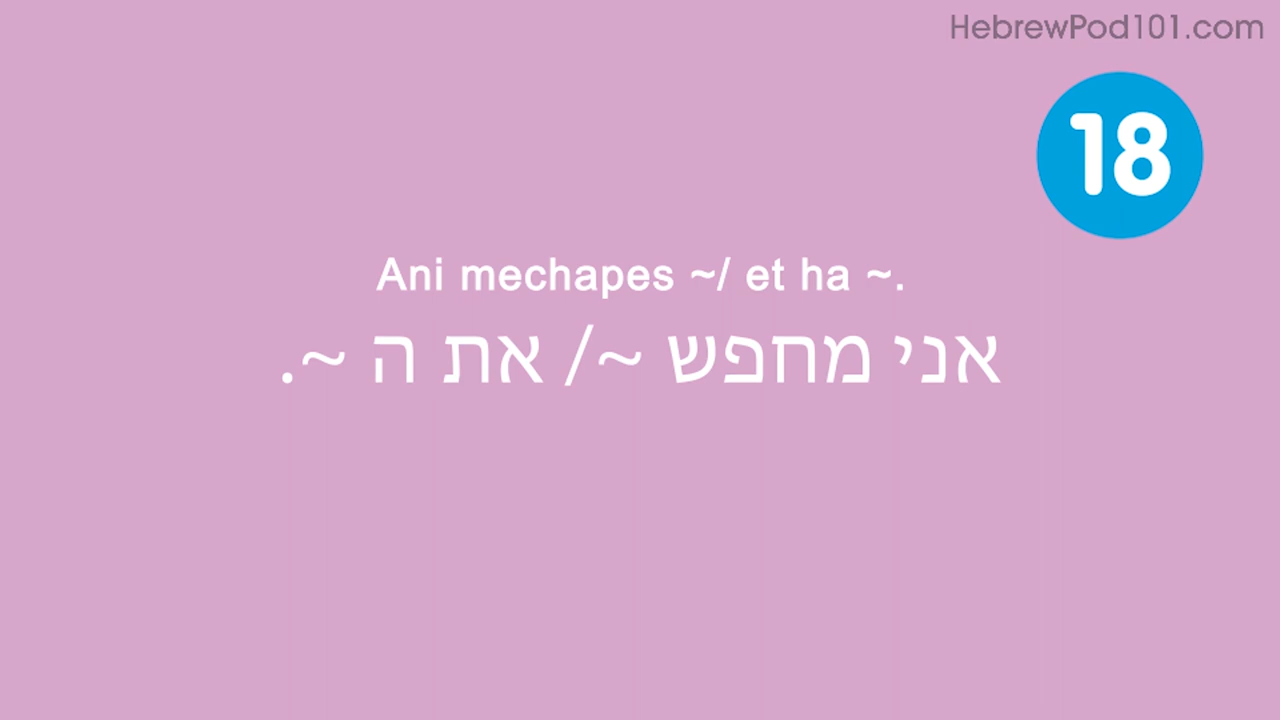 HebrewPod101.com
18
Ani mechapes ~/ et ha ~.
אני מחפש ~/ את ה ~.